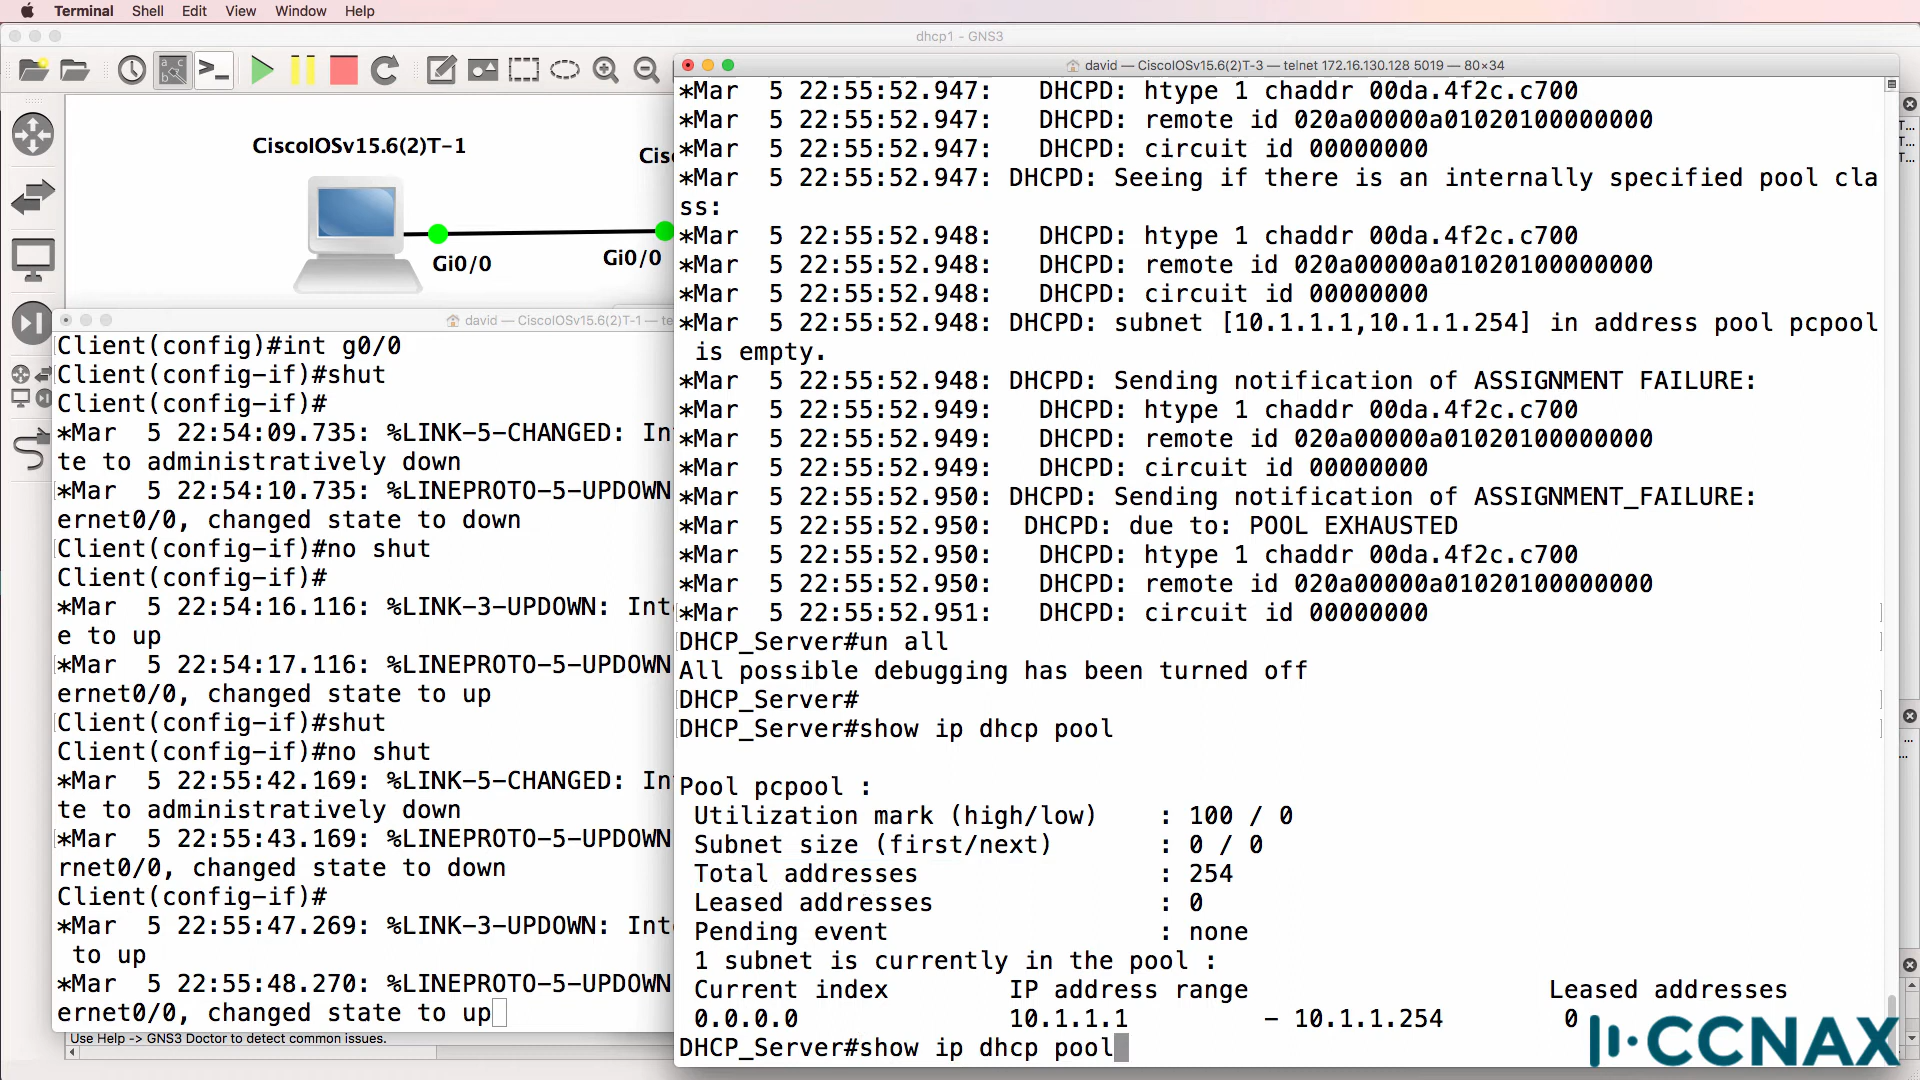 Terminal Shell Edit View Window Help
dhcp1 - GNS3
CiscoIOSv15.6(2)T-1
Gi0/0
Gi0/0
david — CiscoIOSv15.6(2)T-1 — te
Client(config)#int g0/0
Client(config-if)#shut
Client(config-if)#
*Mar  5 22:54:09.735: %LINK-5-CHANGED: In
te to administratively down
*Mar  5 22:54:10.735: %LINEPROTO-5-UPDOWN
ernet0/0, changed state to down
Client(config-if)#no shut
Client(config-if)#
*Mar  5 22:54:16.116: %LINK-3-UPDOWN: Int
e to up
*Mar  5 22:54:17.116: %LINEPROTO-5-UPDOWN
ernet0/0, changed state to up
Client(config-if)#shut
Client(config-if)#no shut
*Mar  5 22:55:42.169: %LINK-5-CHANGED: In
te to administratively down
*Mar  5 22:55:43.169: %LINEPROTO-5-UPDOWN
rnet0/0, changed state to down
Client(config-if)#
*Mar  5 22:55:47.269: %LINK-3-UPDOWN: Int
to up
*Mar  5 22:55:48.270: %LINEPROTO-5-UPDOWN
ernet0/0, changed state to up
Use Help -> GNS3 Doctor to detect common issues.
david — CiscoIOSv15.6(2)T-3 — telnet 172.16.130.128 5019 — 80×34
*Mar  5 22:55:52.947:   DHCPD: htype 1 chaddr 00da.4f2c.c700
*Mar  5 22:55:52.947:   DHCPD: remote id 020a00000a01020100000000
*Mar  5 22:55:52.947:   DHCPD: circuit id 00000000
*Mar  5 22:55:52.947: DHCPD: Seeing if there is an internally specified pool cla
ss:
*Mar  5 22:55:52.948:   DHCPD: htype 1 chaddr 00da.4f2c.c700
*Mar  5 22:55:52.948:   DHCPD: remote id 020a00000a01020100000000
*Mar  5 22:55:52.948:   DHCPD: circuit id 00000000
*Mar  5 22:55:52.948: DHCPD: subnet [10.1.1.1,10.1.1.254] in address pool pcpool
is empty.
*Mar  5 22:55:52.948: DHCPD: Sending notification of ASSIGNMENT FAILURE:
*Mar  5 22:55:52.949:   DHCPD: htype 1 chaddr 00da.4f2c.c700
*Mar  5 22:55:52.949:   DHCPD: remote id 020a00000a01020100000000
*Mar  5 22:55:52.949:   DHCPD: circuit id 00000000
*Mar  5 22:55:52.950: DHCPD: Sending notification of ASSIGNMENT_FAILURE:
*Mar  5 22:55:52.950:  DHCPD: due to: POOL EXHAUSTED
*Mar  5 22:55:52.950:   DHCPD: htype 1 chaddr 00da.4f2c.c700
*Mar  5 22:55:52.950:   DHCPD: remote id 020a00000a01020100000000
*Mar  5 22:55:52.951:   DHCPD: circuit id 00000000
DHCP_Server#un all
All possible debugging has been turned off
DHCP_Server#
DHCP_Server#show ip dhcp pool
Pool pcpool :
Utilization mark (high/low)    : 100 / 0
Subnet size (first/next)       : 0 / 0
Total addresses                : 254
Leased addresses               : 0
Pending event                  : none
1 subnet is currently in the pool :
Current index        IP address range                    Leased addresses
0.0.0.0              10.1.1.1         - 10.1.1.254        0
DHCP_Server#show ip dhcp pool
CCNAX